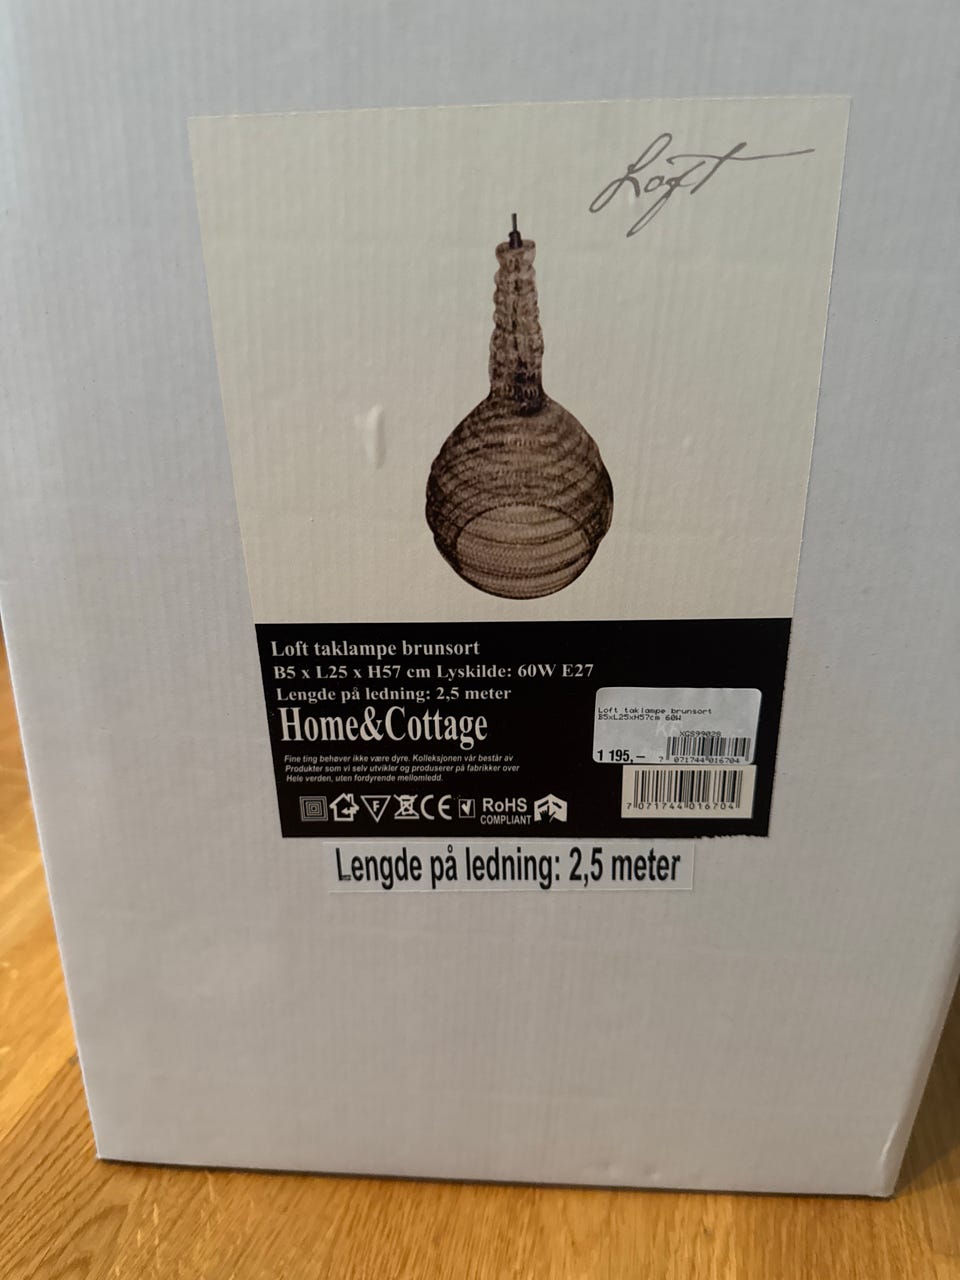 Loft
Loft taklampe brunsort
B5 x L25 x H57 cm Lyskilde: 60W E27
Lengde på ledning: 2,5 meter
Home&Cottage
Fine ting behøver ikke være dyre. Kolleksjonen vår består av
Produkter som vi selv utvikler og produserer på fabrikker over
Hele verden, uten fordyrende mellomledd.
F CE RoHS
COMPLIANT
Loft taklampe brunsort
B5xL25xH57cm 60W
XGS99028
1 195,–
7 071744 016704
7 071744 016704
Lengde på ledning: 2,5 meter